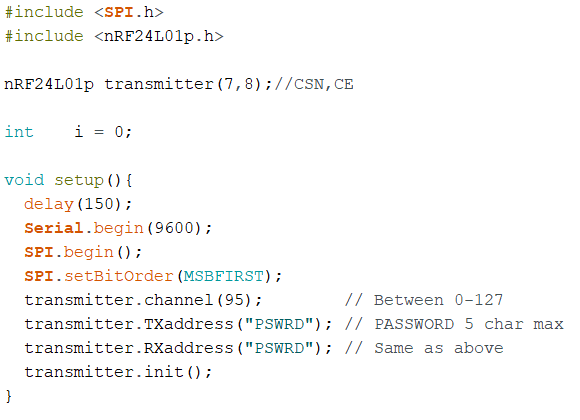 #include <SPI.h>
#include <nRF24L01p.h>

nRF24L01p transmitter(7,8);//CSN,CE

int    i = 0;

void setup(){
  delay(150);
  Serial.begin(9600);
  SPI.begin();
  SPI.setBitOrder(MSBFIRST);
  transmitter.channel(95);        // Between 0-127
  transmitter.TXaddress("PSWRD"); // PASSWORD 5 char max
  transmitter.RXaddress("PSWRD"); // Same as above
  transmitter.init();
}